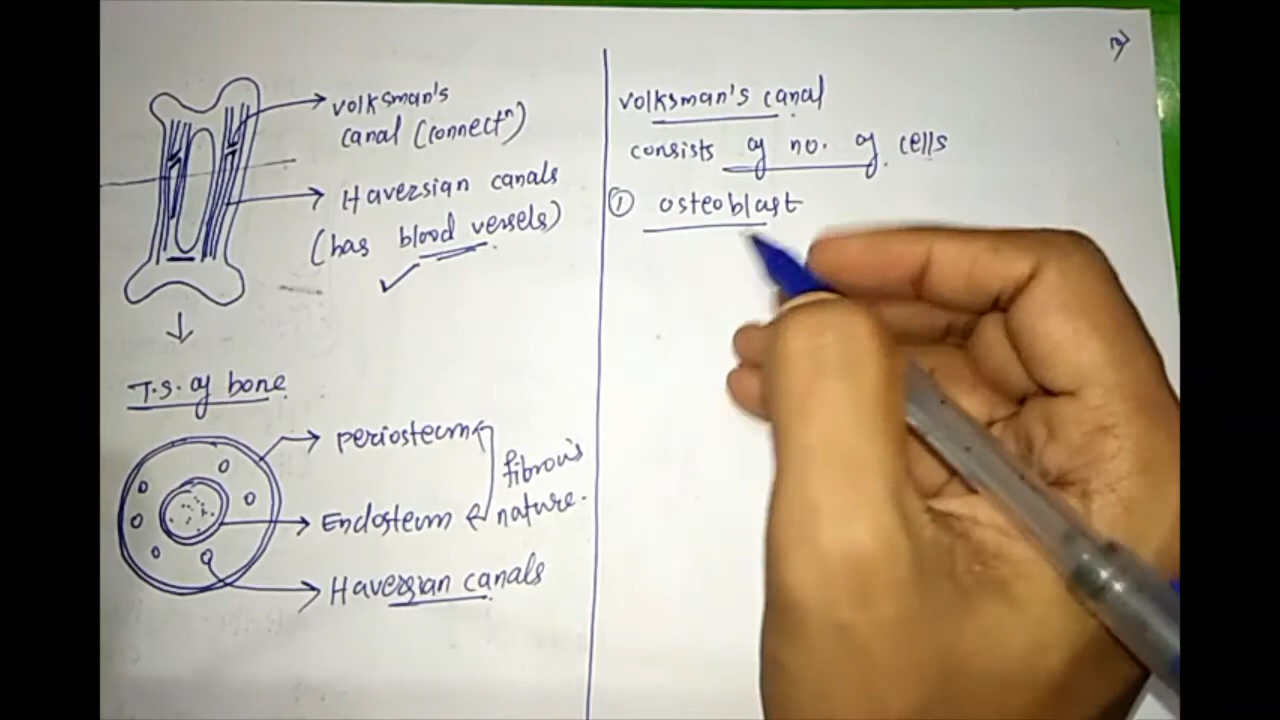 volksman's
canal (connectⁿ)
Haversian canals
(has blood vessels)
T.S. of bone
periosteum
Endosteum
fibrous
nature.
Haversian canals
volksman's canal
consists of no. of cells
① osteoblast